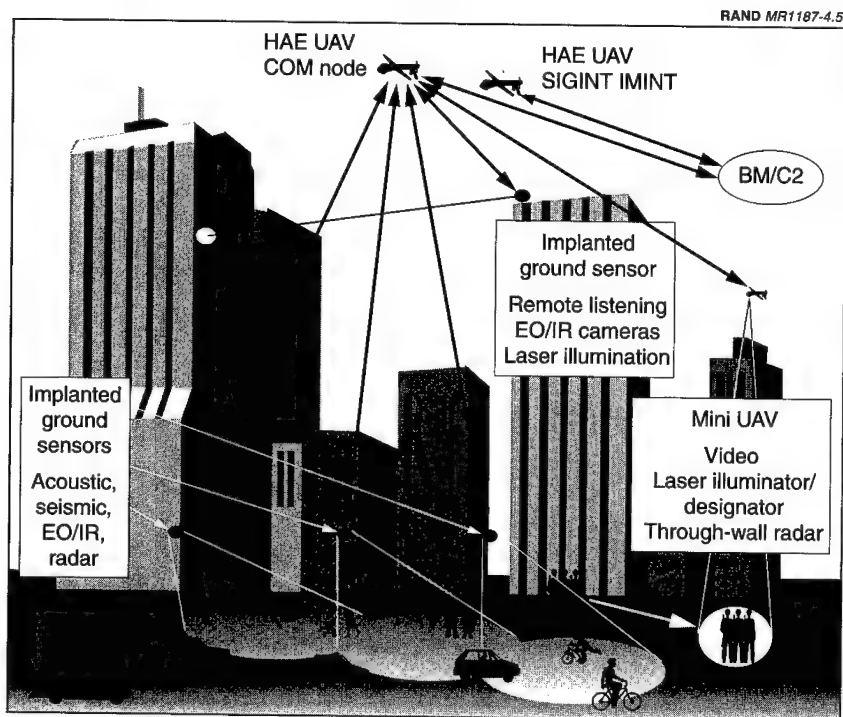 RAND MR1187-4.5
HAE UAV
COM node
HAE UAV
SIGINT IMINT
BM/C2
Implanted
ground sensor
Remote listening
EO/IR cameras
Laser illumination
Implanted
ground
sensors
Acoustic,
seismic,
EO/IR,
radar
Mini UAV
Video
Laser illuminator/
designator
Through-wall radar